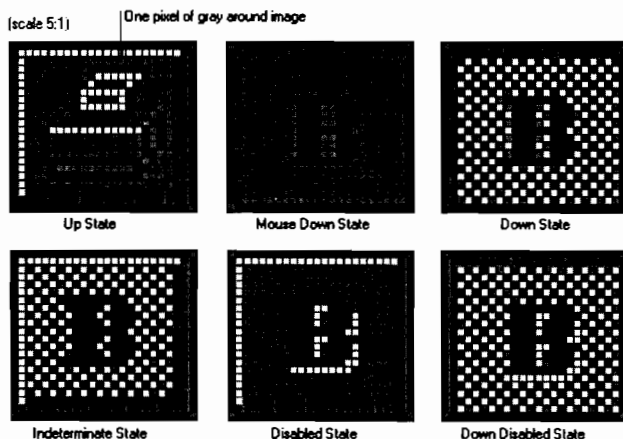 (scale 5:1)
One pixel of gray around image
Up State
Mouse Down State
Down State
Indeterminate State
Disabled State
Down Disabled State